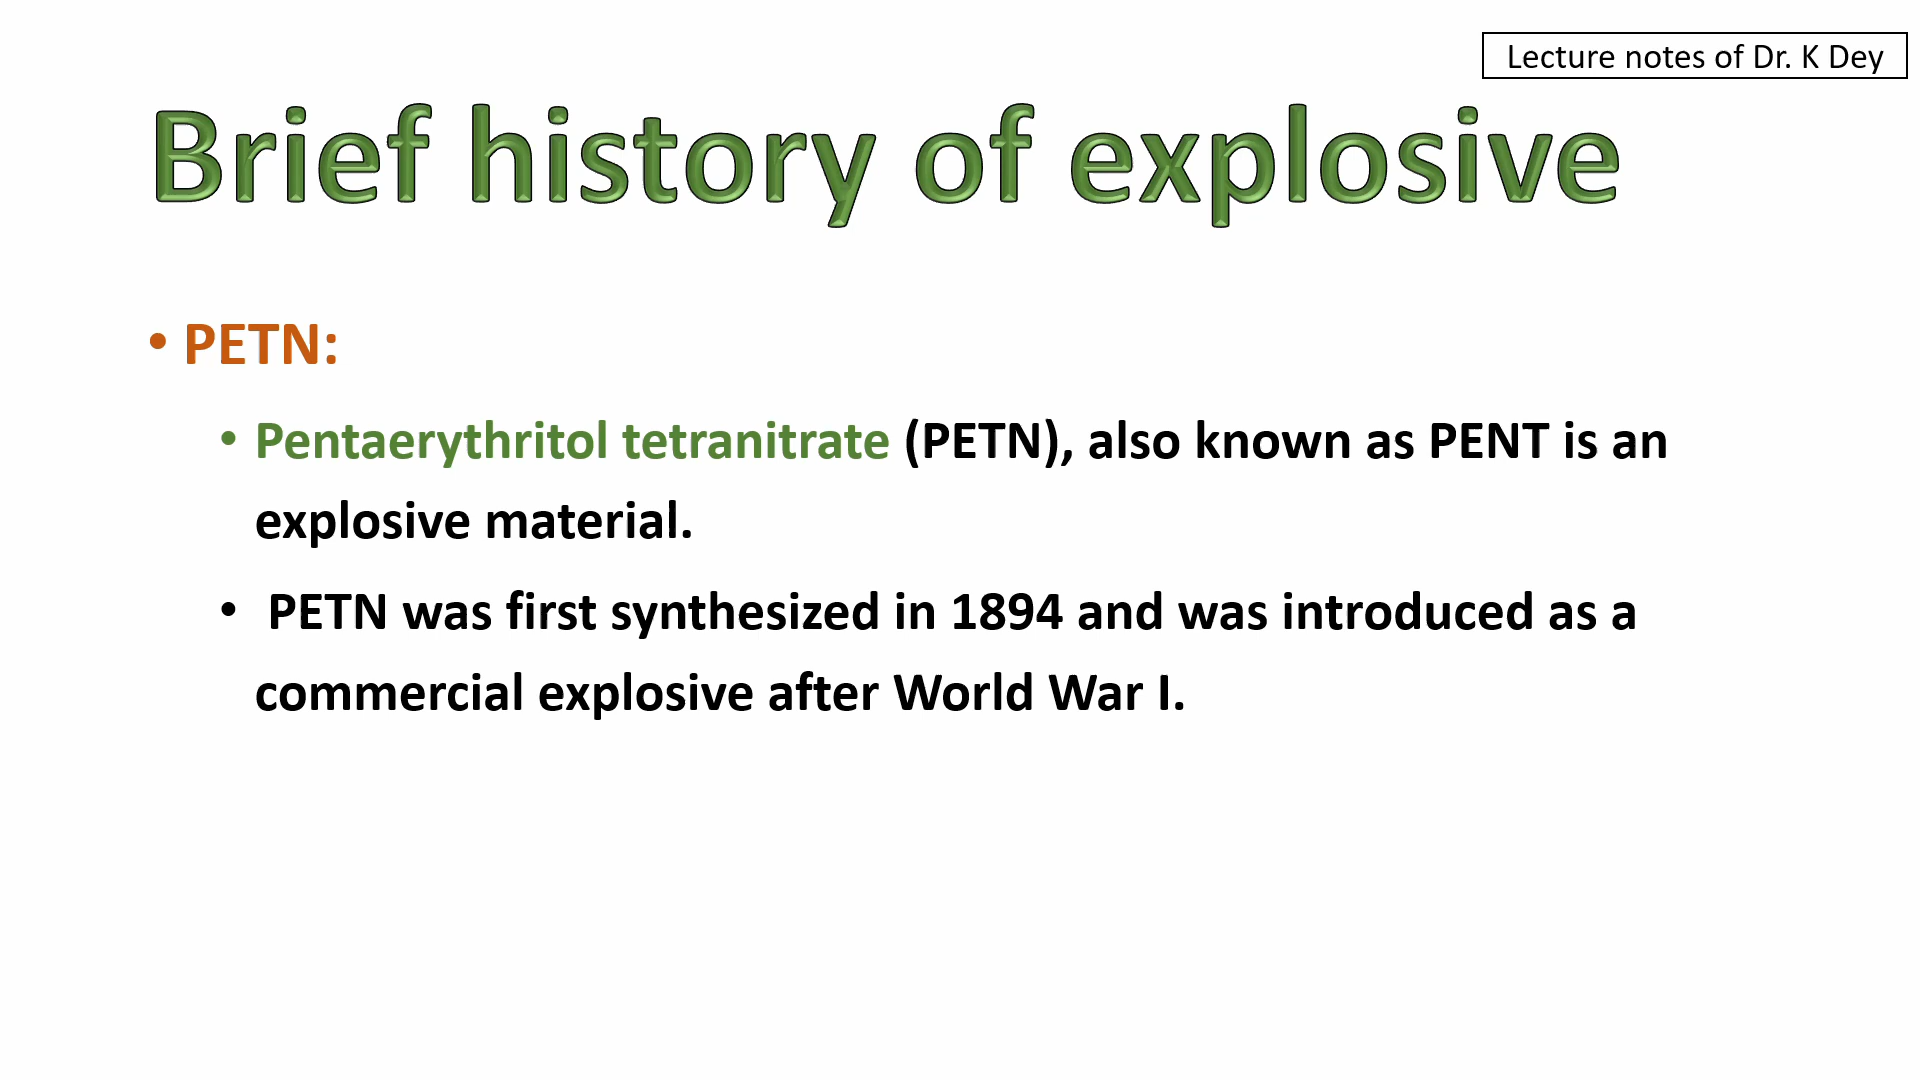 Lecture notes of Dr. K Dey
Brief history of explosive
• PETN:
• Pentaerythritol tetranitrate (PETN), also known as PENT is an
explosive material.
• PETN was first synthesized in 1894 and was introduced as a
commercial explosive after World War I.